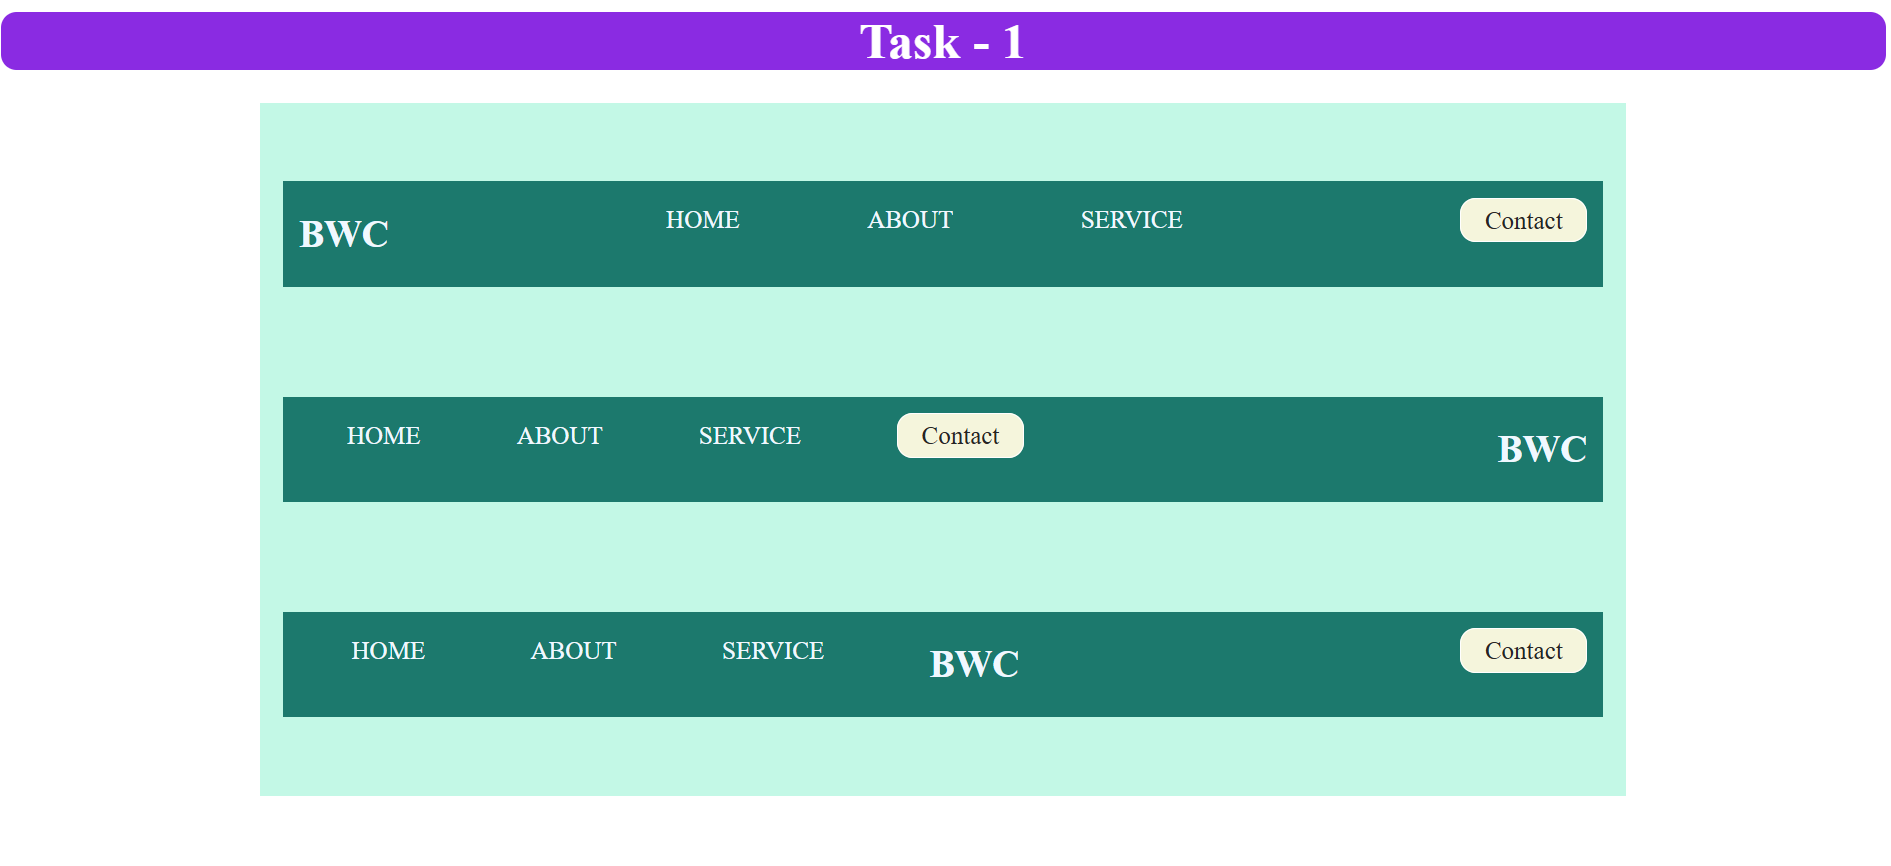 Task - 1
BWC HOME ABOUT SERVICE Contact
HOME ABOUT SERVICE Contact BWC
HOME ABOUT SERVICE BWC Contact